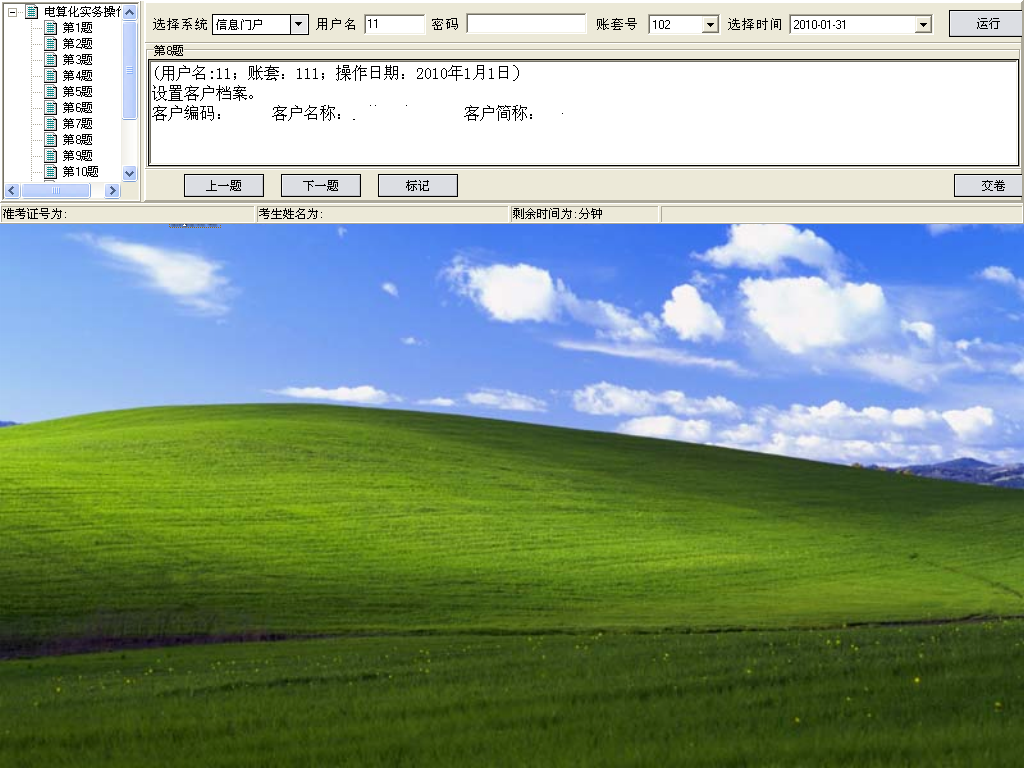 电算化实务操作
第1题
第2题
第3题
第4题
第5题
第6题
第7题
第8题
第9题
第10题
选择系统 信息门户 用户名 11 密码 账套号 102 选择时间 2010-01-31 运行
第8题
(用户名:11; 账套: 111; 操作日期: 2010年1月1日)
设置客户档案。
客户编码: 客户名称: 客户简称:
上一题 下一题 标记 交卷
准考证号为: 考生姓名为: 剩余时间为:分钟